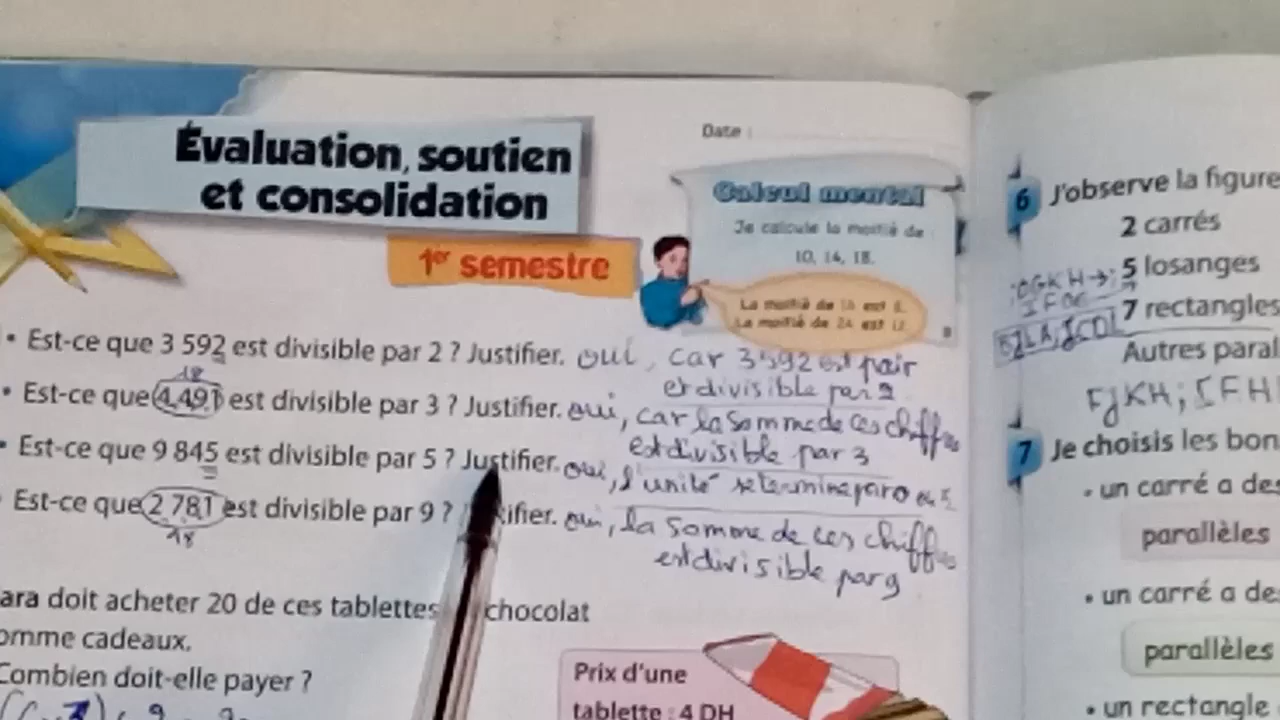 Évaluation, soutien
et consolidation
1er semestre
Date :
Calcul mental
Je calcule la moitié de
10, 14, 18.
La moitié de 16 est 8.
La moitié de 24 est 12.
• Est-ce que 3 592 est divisible par 2 ? Justifier. oui, car 3592 est pair
et divisible par 2
18
• Est-ce que 4 491 est divisible par 3 ? Justifier. oui, car la somme de ces chiffres
est divisible par 3
• Est-ce que 9 845 est divisible par 5 ? Justifier. oui, l'unité se termine par 0 ou 5
Est-ce que 2 781 est divisible par 9 ? ifier. oui, la somme de ces chiffres
18
est divisible par 9
ara doit acheter 20 de ces tablettes chocolat
omme cadeaux.
Combien doit-elle payer ?
Prix d'une
tablette : 4 DH
6 J'observe la figure
2 carrés
5 losanges
7 rectangles
Autres paral
FJKH; IFH
7 Je choisis les bon
• un carré a des
parallèles
• un carré a de
parallèles
• un rectangle